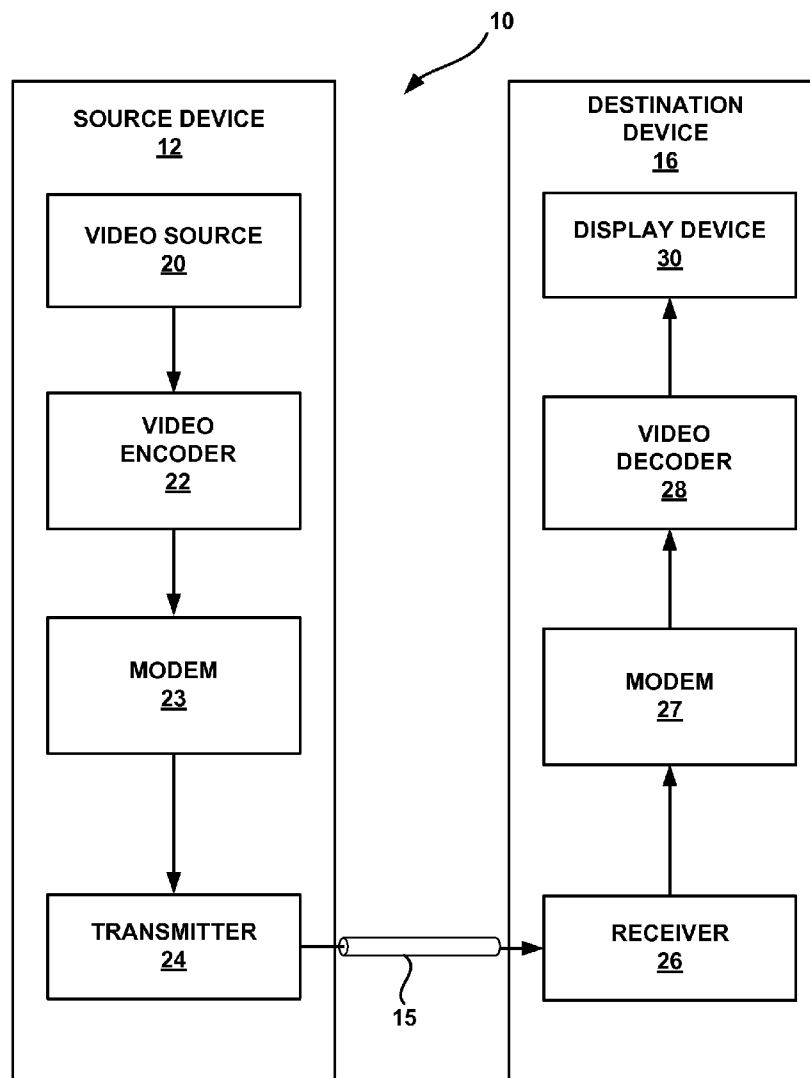 10
SOURCE DEVICE
12
VIDEO SOURCE
20
VIDEO
ENCODER
22
MODEM
23
TRANSMITTER
24
15
DESTINATION
DEVICE
16
DISPLAY DEVICE
30
VIDEO
DECODER
28
MODEM
27
RECEIVER
26